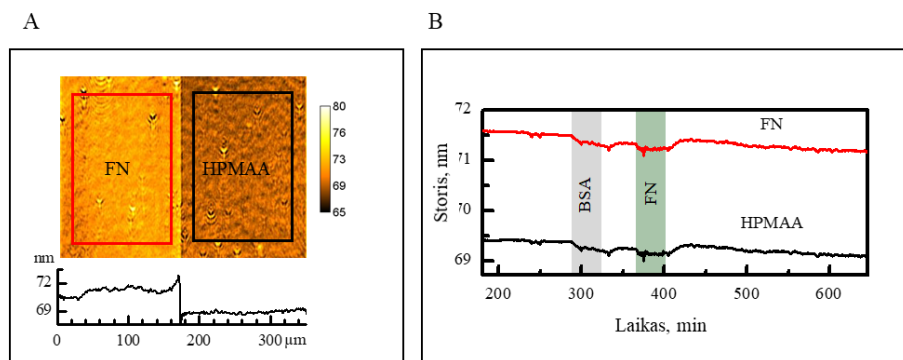 A
FN
HPMAA
80
76
73
69
65
nm
72
69
0
100
200
300 µm
B
72
71
70
69
Storis, nm
FN
BSA
FN
HPMAA
200
300
400
500
600
Laikas, min